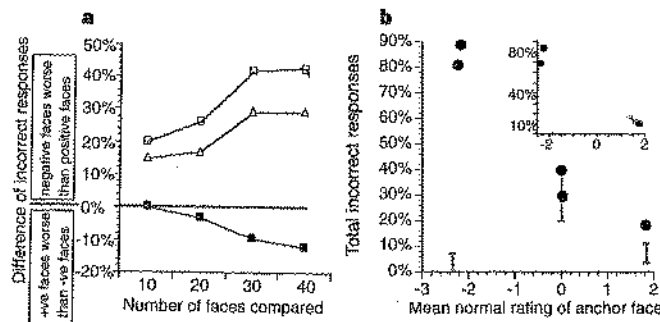 a
Difference of incorrect responses
negative faces worse
than positive faces
+ve faces worse
than -ve faces
50%
40%
30%
20%
10%
-0%
-10%
-20%
10 20 30 40
Number of faces compared
b
Total incorrect responses
90%
80%
70%
60%
50%
40%
30%
20%
10%
0%
-3 -2 -1 0 1 2
Mean normal rating of anchor face
80%
40%
10%
-2 0 2